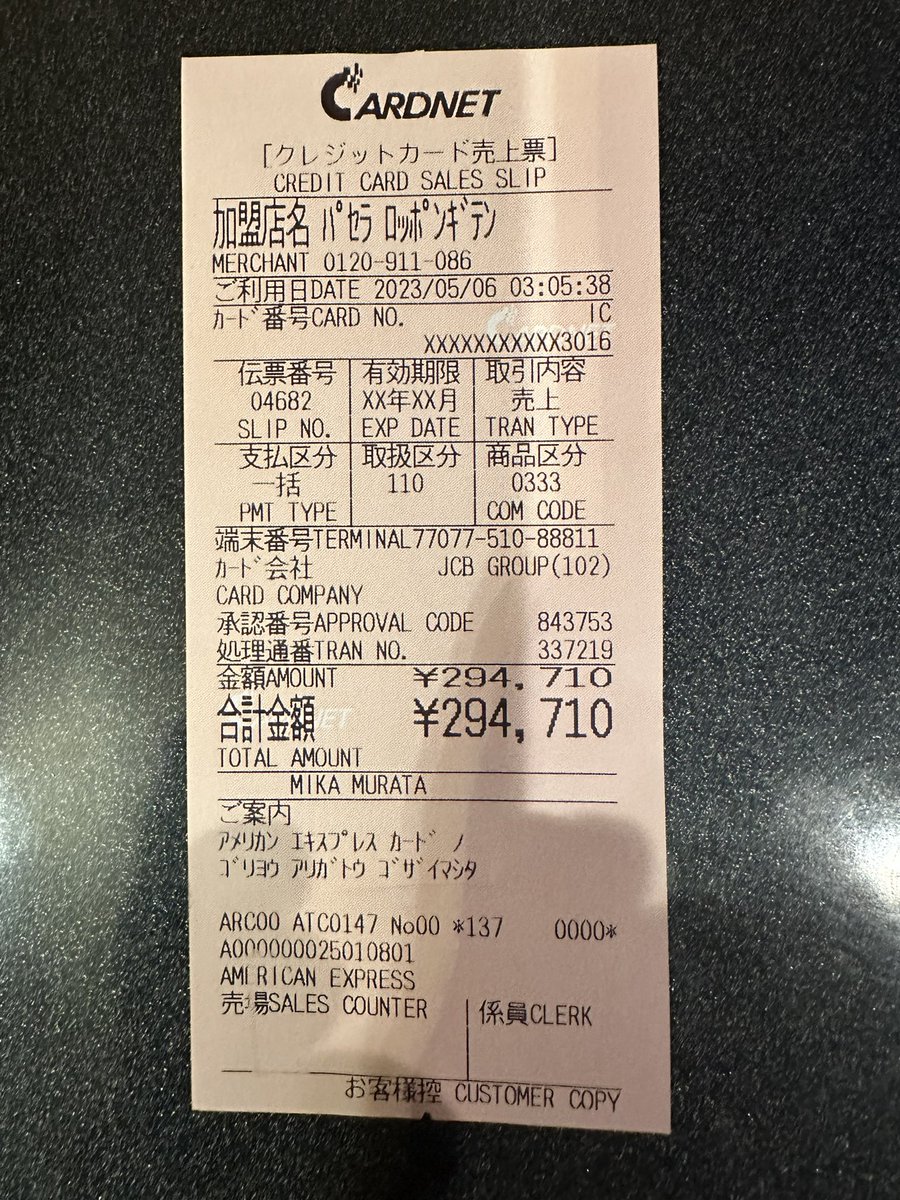 CARDNET
[クレジットカード売上票]
CREDIT CARD SALES SLIP
加盟店名 ﾊﾟｾﾗ ﾛｯﾎﾟﾝｷﾞﾃﾝ
MERCHANT 0120-911-086
ご利用日DATE 2023/05/06 03:05:38
ｶｰﾄﾞ番号CARD NO. IC
XXXXXXXXXXX3016
伝票番号 有効期限 取引内容
04682 XX年XX月 売上
SLIP NO. EXP DATE TRAN TYPE
支払区分 取扱区分 商品区分
一括 110 0333
PMT TYPE COM CODE
端末番号TERMINAL77077-510-88811
ｶｰﾄﾞ会社 JCB GROUP(102)
CARD COMPANY
承認番号APPROVAL CODE 843753
処理通番TRAN NO. 337219
金額AMOUNT ¥294,710
合計金額 ¥294,710
TOTAL AMOUNT
MIKA MURATA
ご案内
ｱﾒﾘｶﾝ ｴｷｽﾌﾟﾚｽ ｶｰﾄﾞ ﾉ
ｺﾞﾘﾖｳ ｱﾘｶﾞﾄｳ ｺﾞｻﾞｲﾏｼﾀ
ARC00 ATC0147 No00 *137 0000*
A000000025010801
AMERICAN EXPRESS
売場SALES COUNTER 係員CLERK
お客様控 CUSTOMER COPY